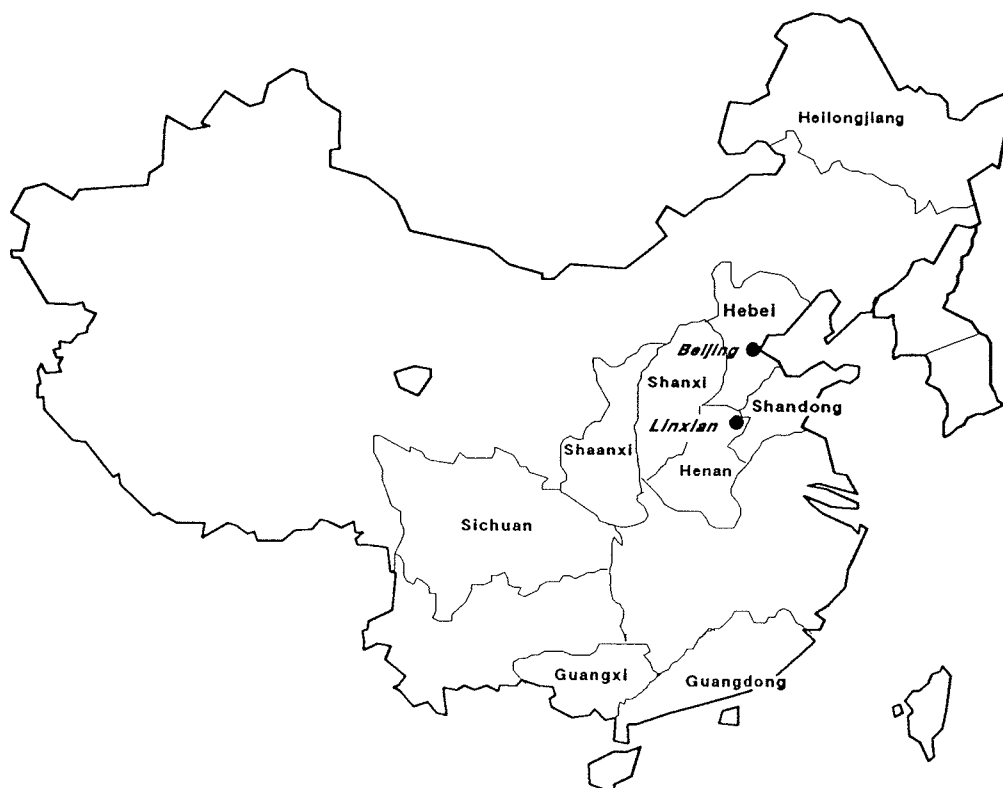 Heilongjiang
Hebei
Beijing
Shanxi
Shandong
Linxian
Shaanxi
Henan
Sichuan
Guangxi
Guangdong